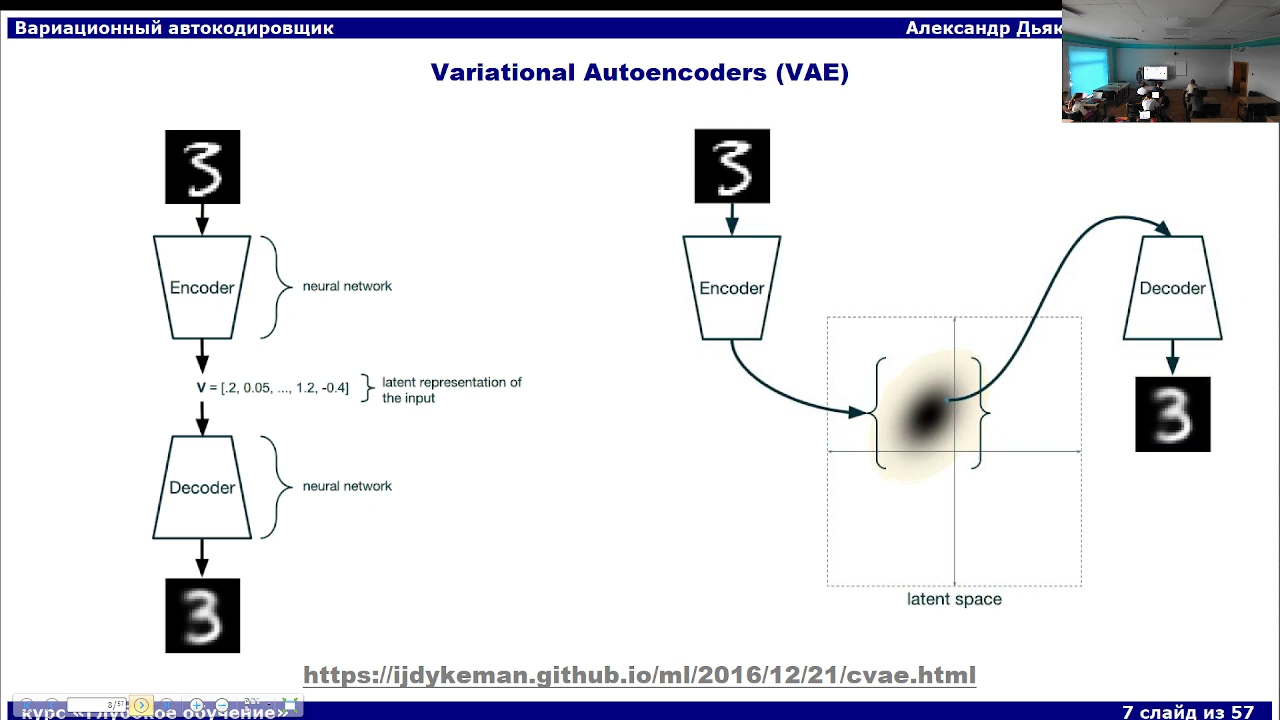 Вариационный автокодировщик
Александр Дьяк
Variational Autoencoders (VAE)
Encoder
neural network
V = [.2, 0.05, ..., 1.2, -0.4]
latent representation of
the input
Decoder
neural network
Encoder
Decoder
latent space
https://ijdykeman.github.io/ml/2016/12/21/cvae.html
8/57
курс «Глубокое обучение»
7 слайд из 57